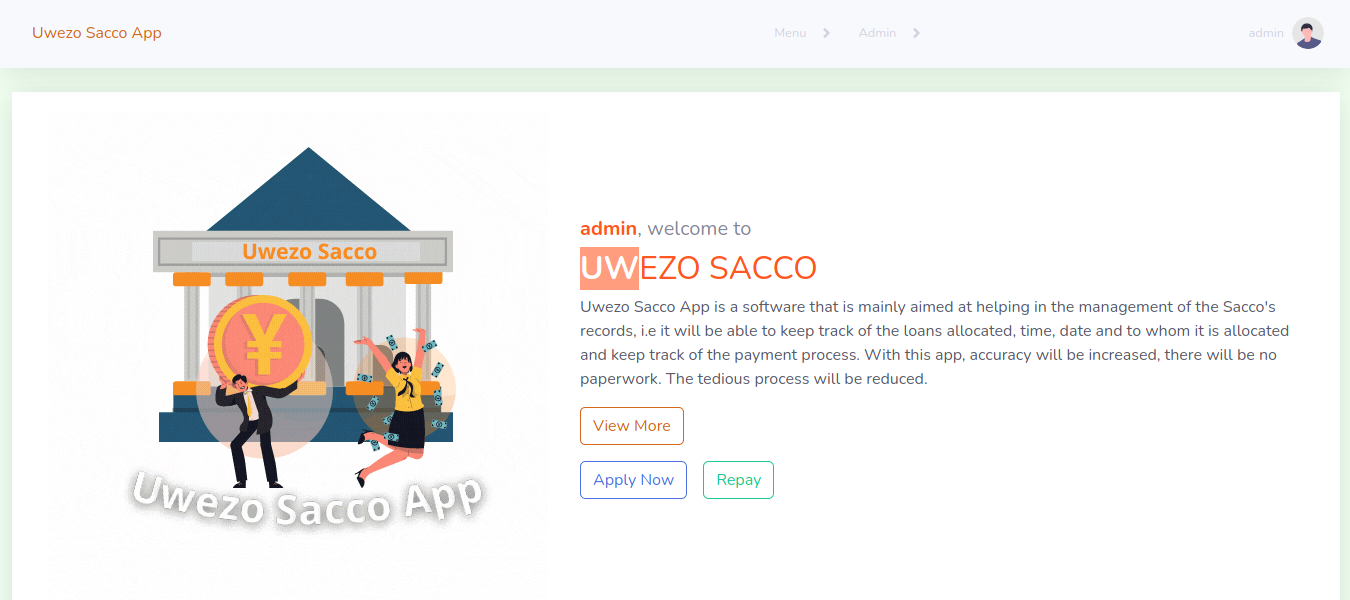 Uwezo Sacco App
Menu
Admin
admin
Uwezo Sacco
¥
Uwezo Sacco App
admin, welcome to
UWEZO SACCO
Uwezo Sacco App is a software that is mainly aimed at helping in the management of the Sacco's
records, i.e it will be able to keep track of the loans allocated, time, date and to whom it is allocated
and keep track of the payment process. With this app, accuracy will be increased, there will be no
paperwork. The tedious process will be reduced.
View More
Apply Now
Repay